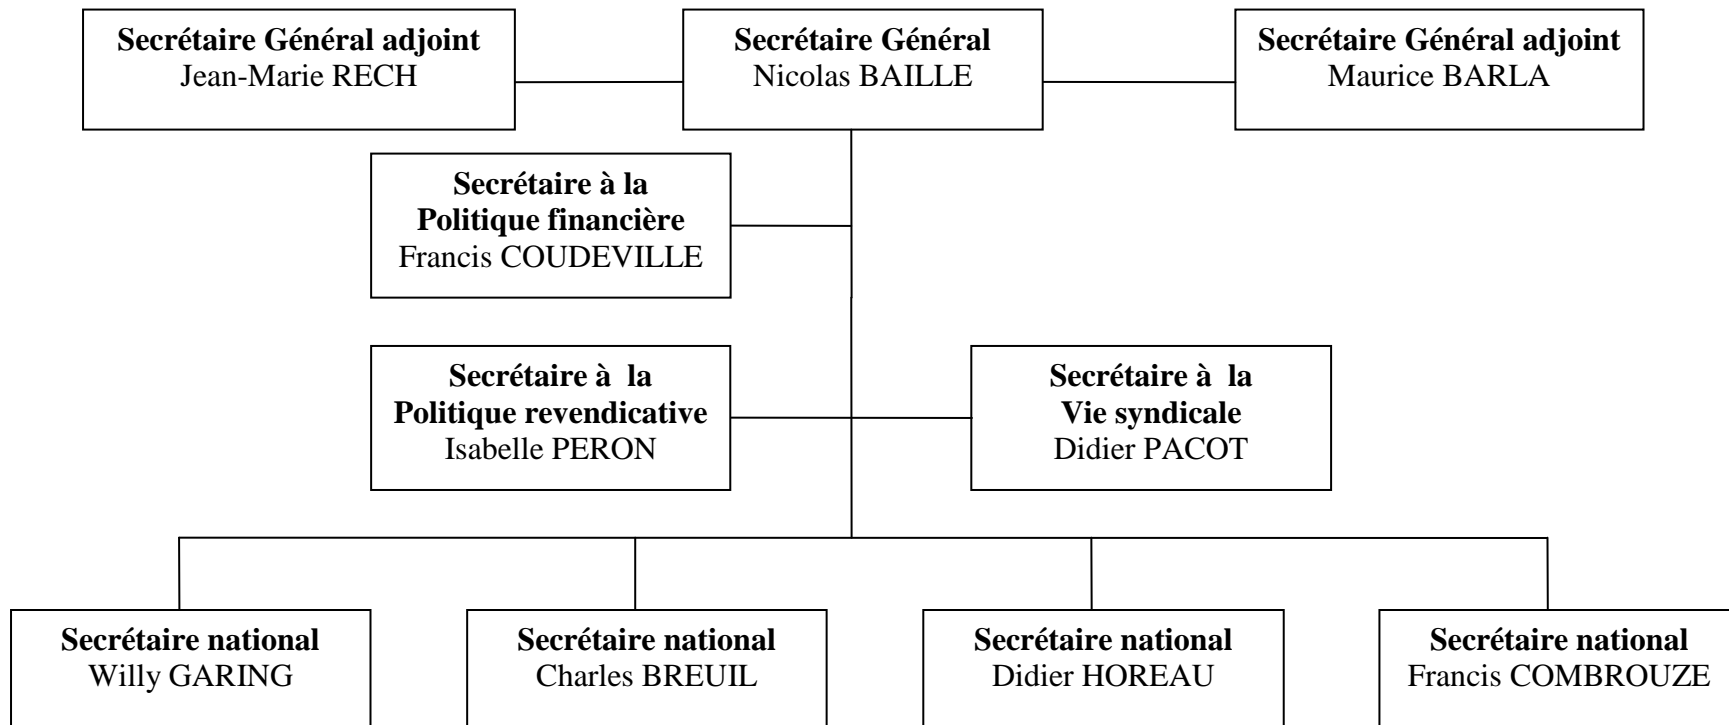 Secrétaire Général adjoint
Jean-Marie RECH
Secrétaire Général
Nicolas BAILLE
Secrétaire Général adjoint
Maurice BARLA
Secrétaire à la
Politique financière
Francis COUDEVILLE
Secrétaire à la
Politique revendicative
Isabelle PERON
Secrétaire à la
Vie syndicale
Didier PACOT
Secrétaire national
Willy GARING
Secrétaire national
Charles BREUIL
Secrétaire national
Didier HOREAU
Secrétaire national
Francis COMBROUZE